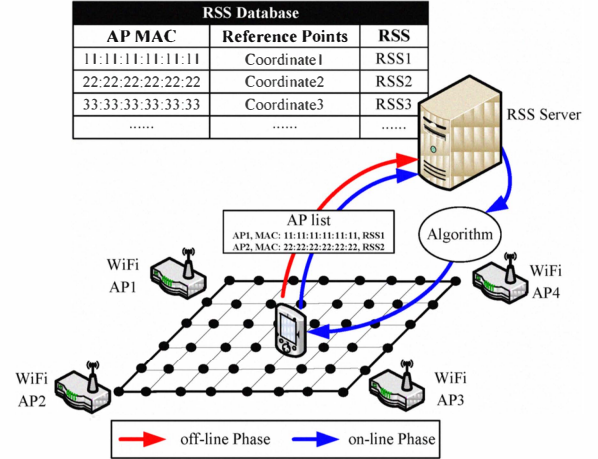 RSS Database
AP MAC Reference Points RSS
11:11:11:11:11:11 Coordinate1 RSS1
22:22:22:22:22:22 Coordinate2 RSS2
33:33:33:33:33:33 Coordinate3 RSS3
...... ...... ......
RSS Server
AP list
AP1, MAC: 11:11:11:11:11:11, RSS1
AP2, MAC: 22:22:22:22:22:22, RSS2
Algorithm
WiFi
AP1
WiFi
AP4
WiFi
AP2
WiFi
AP3
off-line Phase on-line Phase